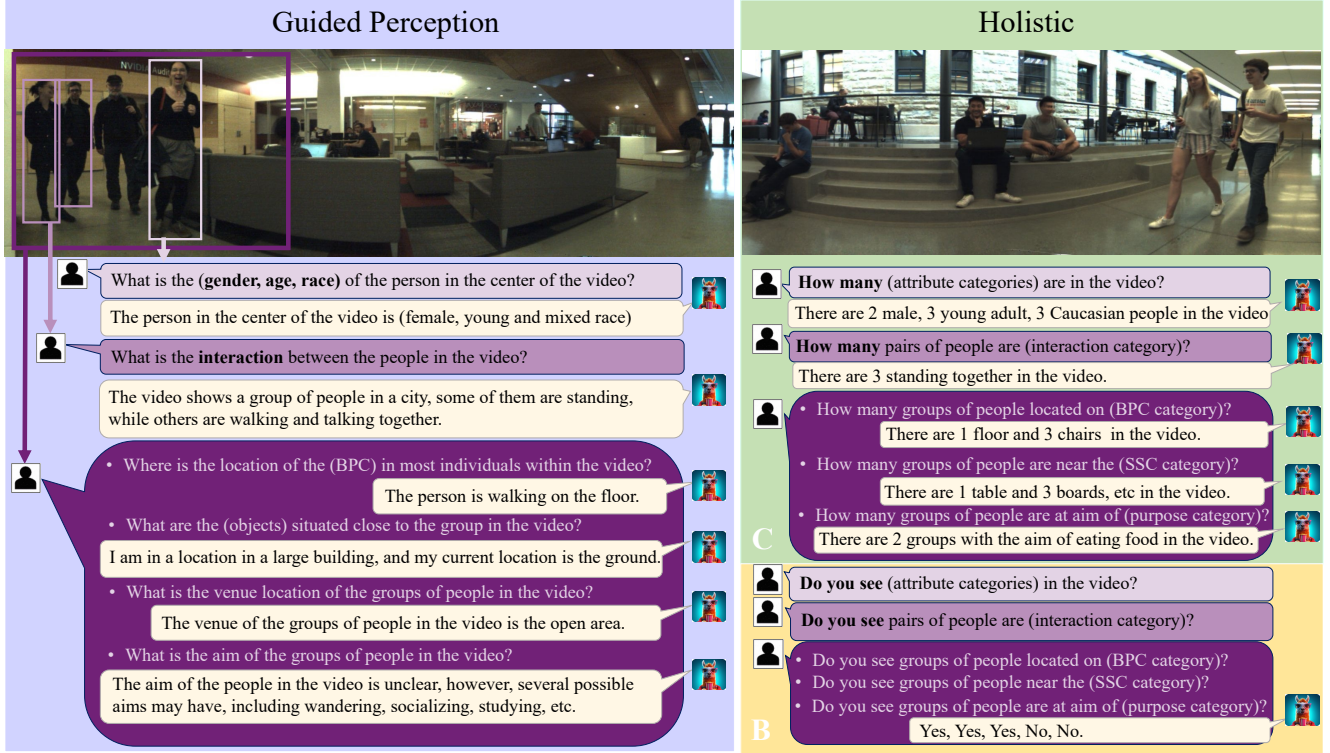 Guided Perception
NVIDIA Audi
What is the (gender, age, race) of the person in the center of the video?
The person in the center of the video is (female, young and mixed rice)
What is the interaction between the people in the video?
The video shows a group of people in a city, some of them are standing,
while others are walking and talking together.
• Where is the location of the (BPC) in most individuals within the video?
The person is walking on the floor.
• What are the (objects) situated close to the group in the video?
I am in a location in a large building, and my current location is the ground.
• What is the venue location of the groups of people in the video?
The venue of the groups of people in the video is the open area.
• What is the aim of the groups of people in the video?
The aim of the people in the video is unclear, however, several possible
aims may have, including wandering, socializing, studying, etc.
Holistic
How many (attribute categories) are in the video?
There are 2 male, 3 young adult, 3 Caucasian people in the video
How many pairs of people are (interaction category)?
There are 3 standing together in the video.
• How many groups of people located on (BPC category)?
There are 1 floor and 3 chairs in the video.
• How many groups of people are near the (SSC category)?
There are 1 table and 3 boards, etc in the video.
• How many groups of people are at aim of (purpose category)?
There are 2 groups with the aim of eating food in the video.
C
Do you see (attribute categories) in the video?
Do you see pairs of people are (interaction category)?
• Do you see groups of people located on (BPC category)?
• Do you see groups of people near the (SSC category)?
• Do you see groups of people are at aim of (purpose category)?
Yes, Yes, Yes, No, No.
B